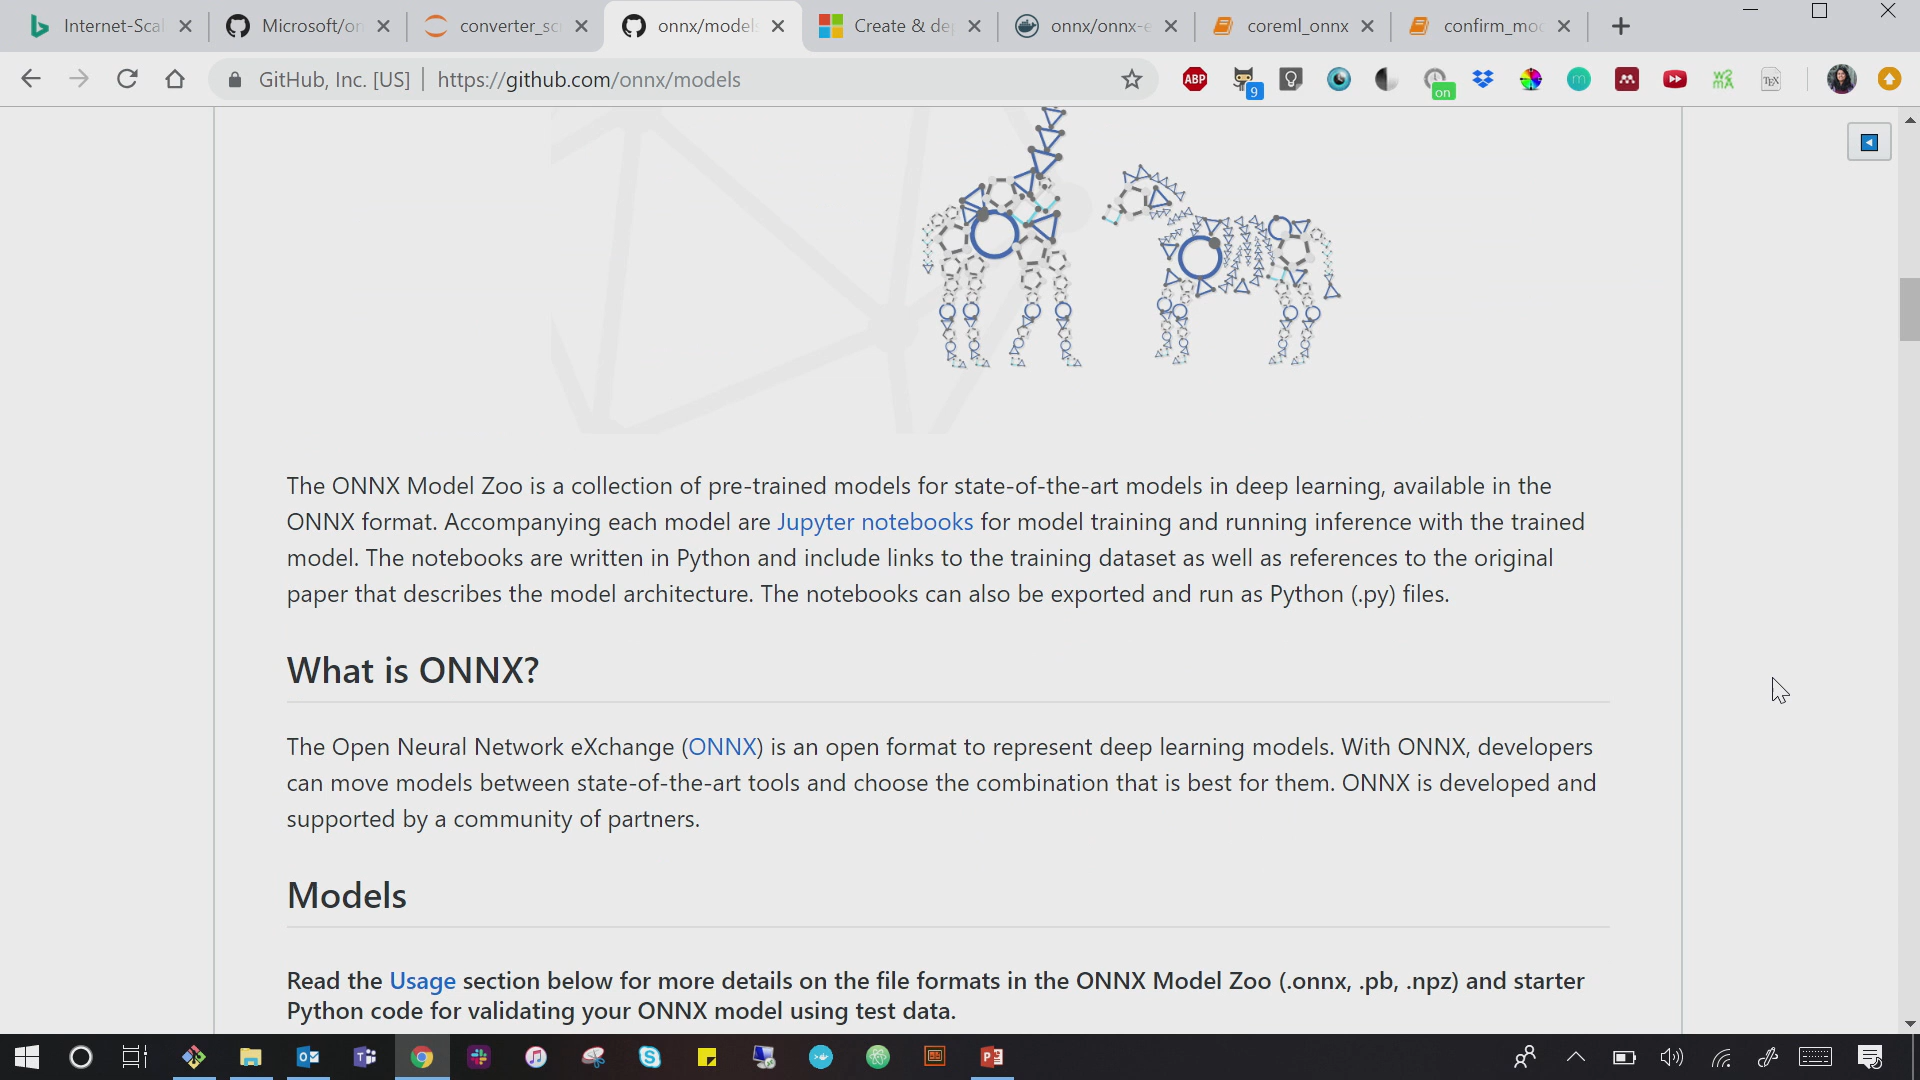 Internet-Scal
Microsoft/on
converter_scr
onnx/models
Create & dep
onnx/onnx-e
coreml_onnx
confirm_mod
GitHub, Inc. [US]
https://github.com/onnx/models
ABP
9
on
m
TEX
The ONNX Model Zoo is a collection of pre-trained models for state-of-the-art models in deep learning, available in the
ONNX format. Accompanying each model are Jupyter notebooks for model training and running inference with the trained
model. The notebooks are written in Python and include links to the training dataset as well as references to the original
paper that describes the model architecture. The notebooks can also be exported and run as Python (.py) files.
What is ONNX?
The Open Neural Network eXchange (ONNX) is an open format to represent deep learning models. With ONNX, developers
can move models between state-of-the-art tools and choose the combination that is best for them. ONNX is developed and
supported by a community of partners.
Models
Read the Usage section below for more details on the file formats in the ONNX Model Zoo (.onnx, .pb, .npz) and starter
Python code for validating your ONNX model using test data.